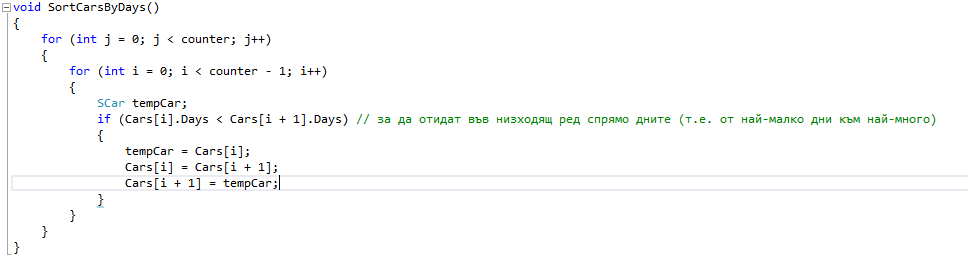 void SortCarsByDays()
{
for (int j = 0; j < counter; j++)
{
for (int i = 0; i < counter - 1; i++)
{
SCar tempCar;
if (Cars[i].Days < Cars[i + 1].Days) // за да отидат във низходящ ред спрямо дните (т.е. от най-малко дни към най-много)
{
tempCar = Cars[i];
Cars[i] = Cars[i + 1];
Cars[i + 1] = tempCar;
}
}
}
}